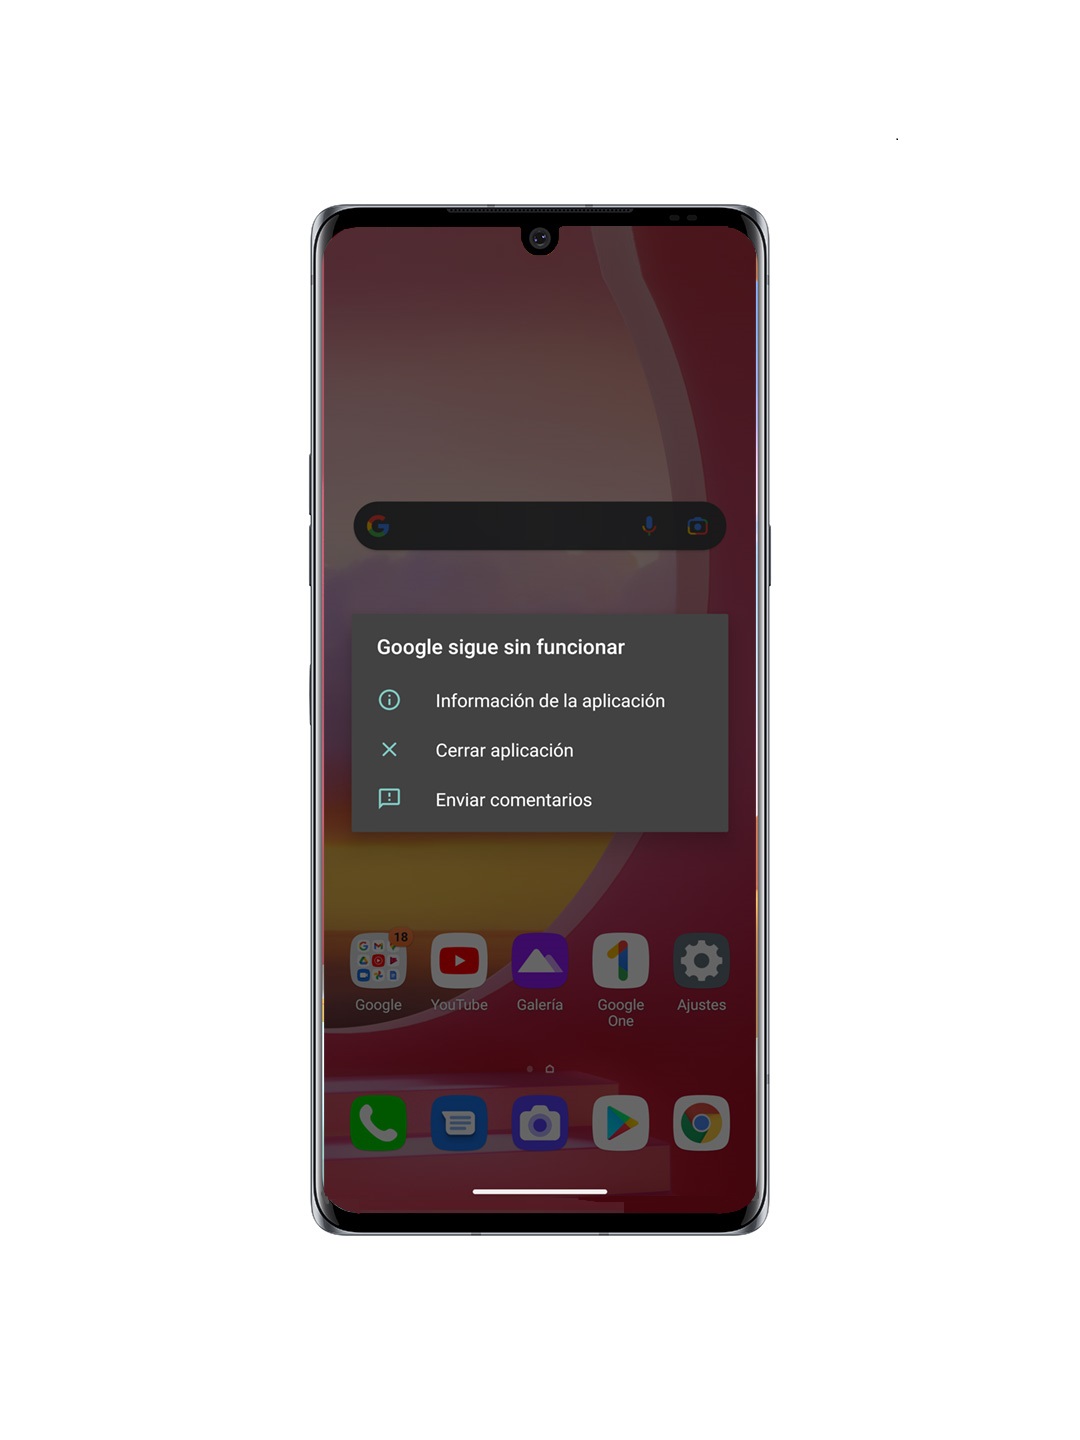 Google sigue sin funcionar
Información de la aplicación
Cerrar aplicación
Enviar comentarios
18
Google
YouTube
Galería
Google
One
Ajustes